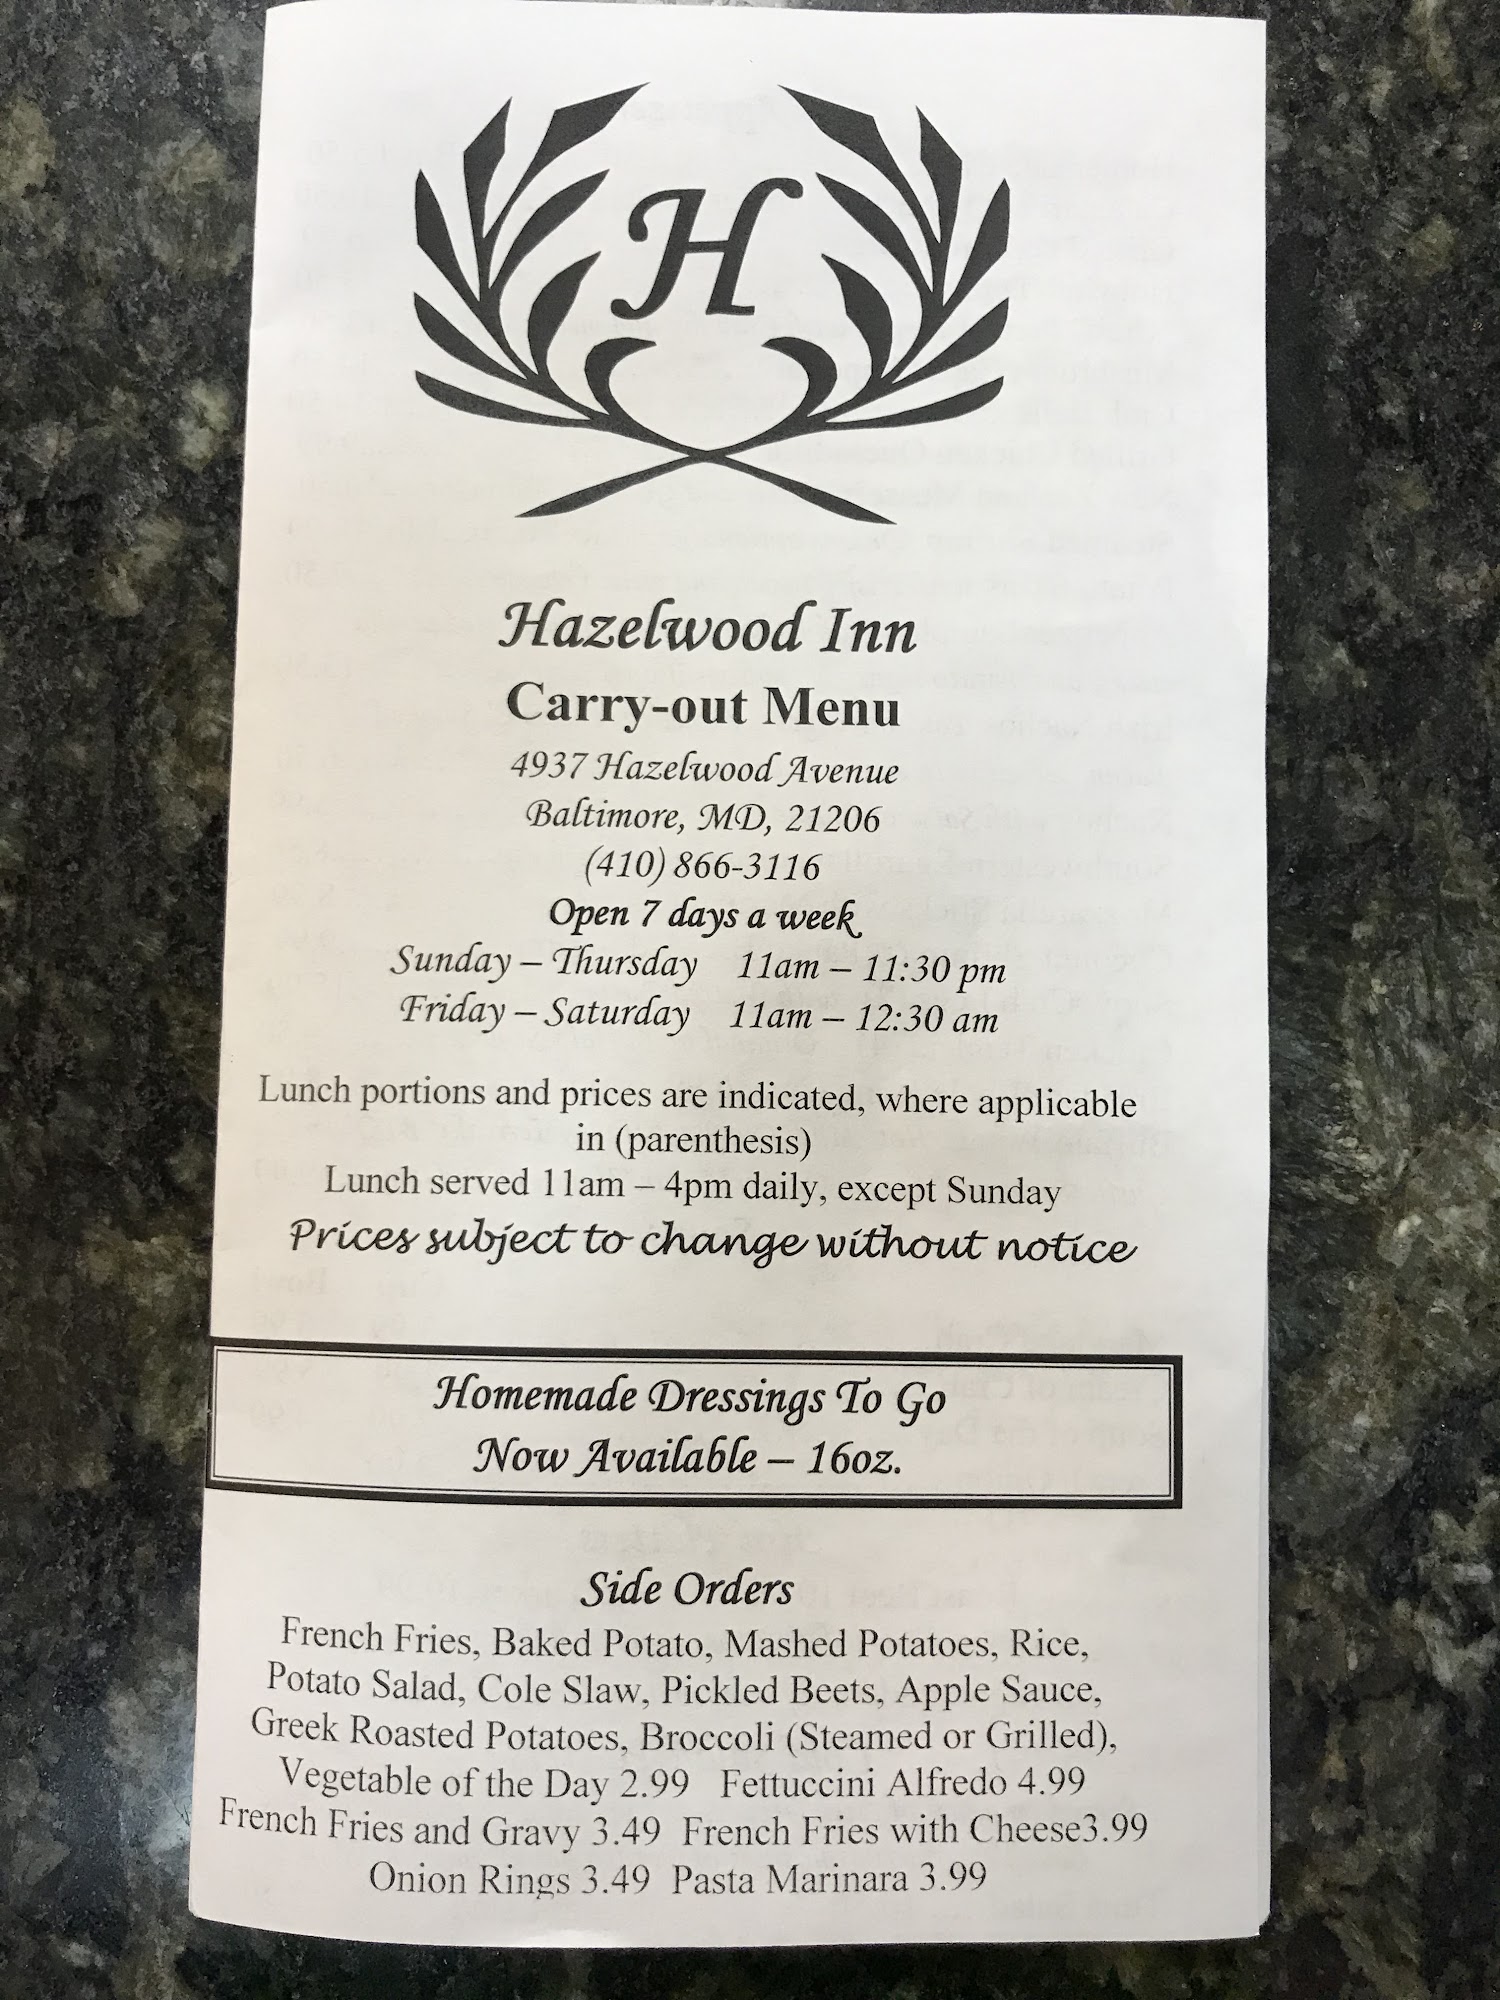 H
Hazelwood Inn
Carry-out Menu
4937 Hazelwood Avenue
Baltimore, MD, 21206
(410) 866-3116
Open 7 days a week
Sunday – Thursday 11am – 11:30 pm
Friday – Saturday 11am – 12:30 am
Lunch portions and prices are indicated, where applicable
in (parenthesis)
Lunch served 11am – 4pm daily, except Sunday
Prices subject to change without notice
Homemade Dressings To Go
Now Available – 16oz.
Side Orders
French Fries, Baked Potato, Mashed Potatoes, Rice,
Potato Salad, Cole Slaw, Pickled Beets, Apple Sauce,
Greek Roasted Potatoes, Broccoli (Steamed or Grilled),
Vegetable of the Day 2.99 Fettuccini Alfredo 4.99
French Fries and Gravy 3.49 French Fries with Cheese3.99
Onion Rings 3.49 Pasta Marinara 3.99